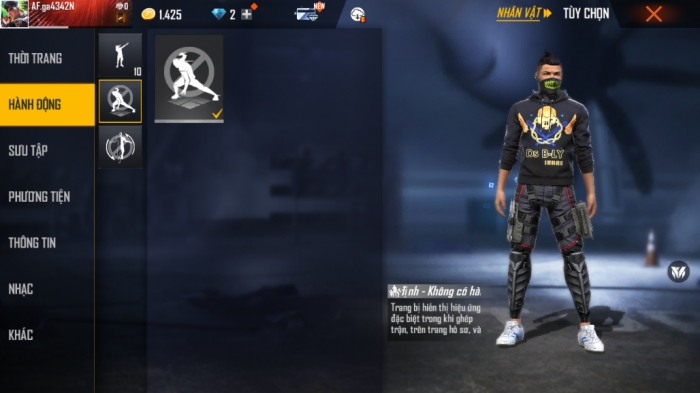 AF.ga4342N
0
1.425
2
NEW
NHÂN VẬT
TÙY CHỌN
THỜI TRANG
10
HÀNH ĐỘNG
SƯU TẬP
PHƯƠNG TIỆN
THÔNG TIN
NHẠC
KHÁC
Ds B-LY
Tịnh - Không có hà
Trang bị hiển thị hiệu ứng
đặc biệt trong khi ghép
trận, trên trang hồ sơ, và